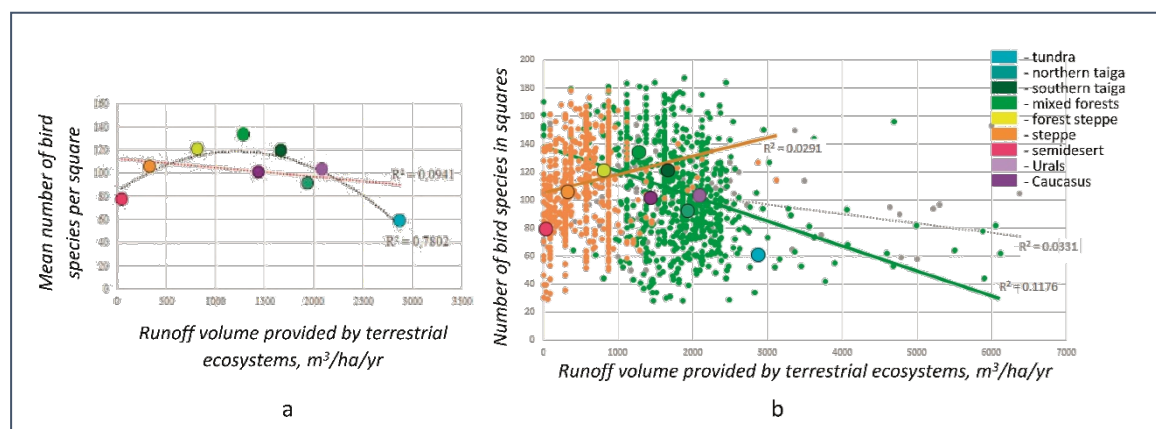 Mean number of bird
species per square
160
140
120
100
80
60
40
20
0
0
500
1000
1500
2000
2500
3000
3500
R² = 0,0941
R² = 0,7802
Runoff volume provided by terrestrial
ecosystems, m³/ha/yr
a
Number of bird species in squares
200
180
160
140
120
100
80
60
40
20
0
0
1000
2000
3000
4000
5000
6000
7000
R² = 0.0291
R² = 0.0331
R² = 0.1176
- tundra
- northern taiga
- southern taiga
- mixed forests
- forest steppe
- steppe
- semidesert
- Urals
- Caucasus
Runoff volume provided by terrestrial ecosystems, m³/ha/yr
b